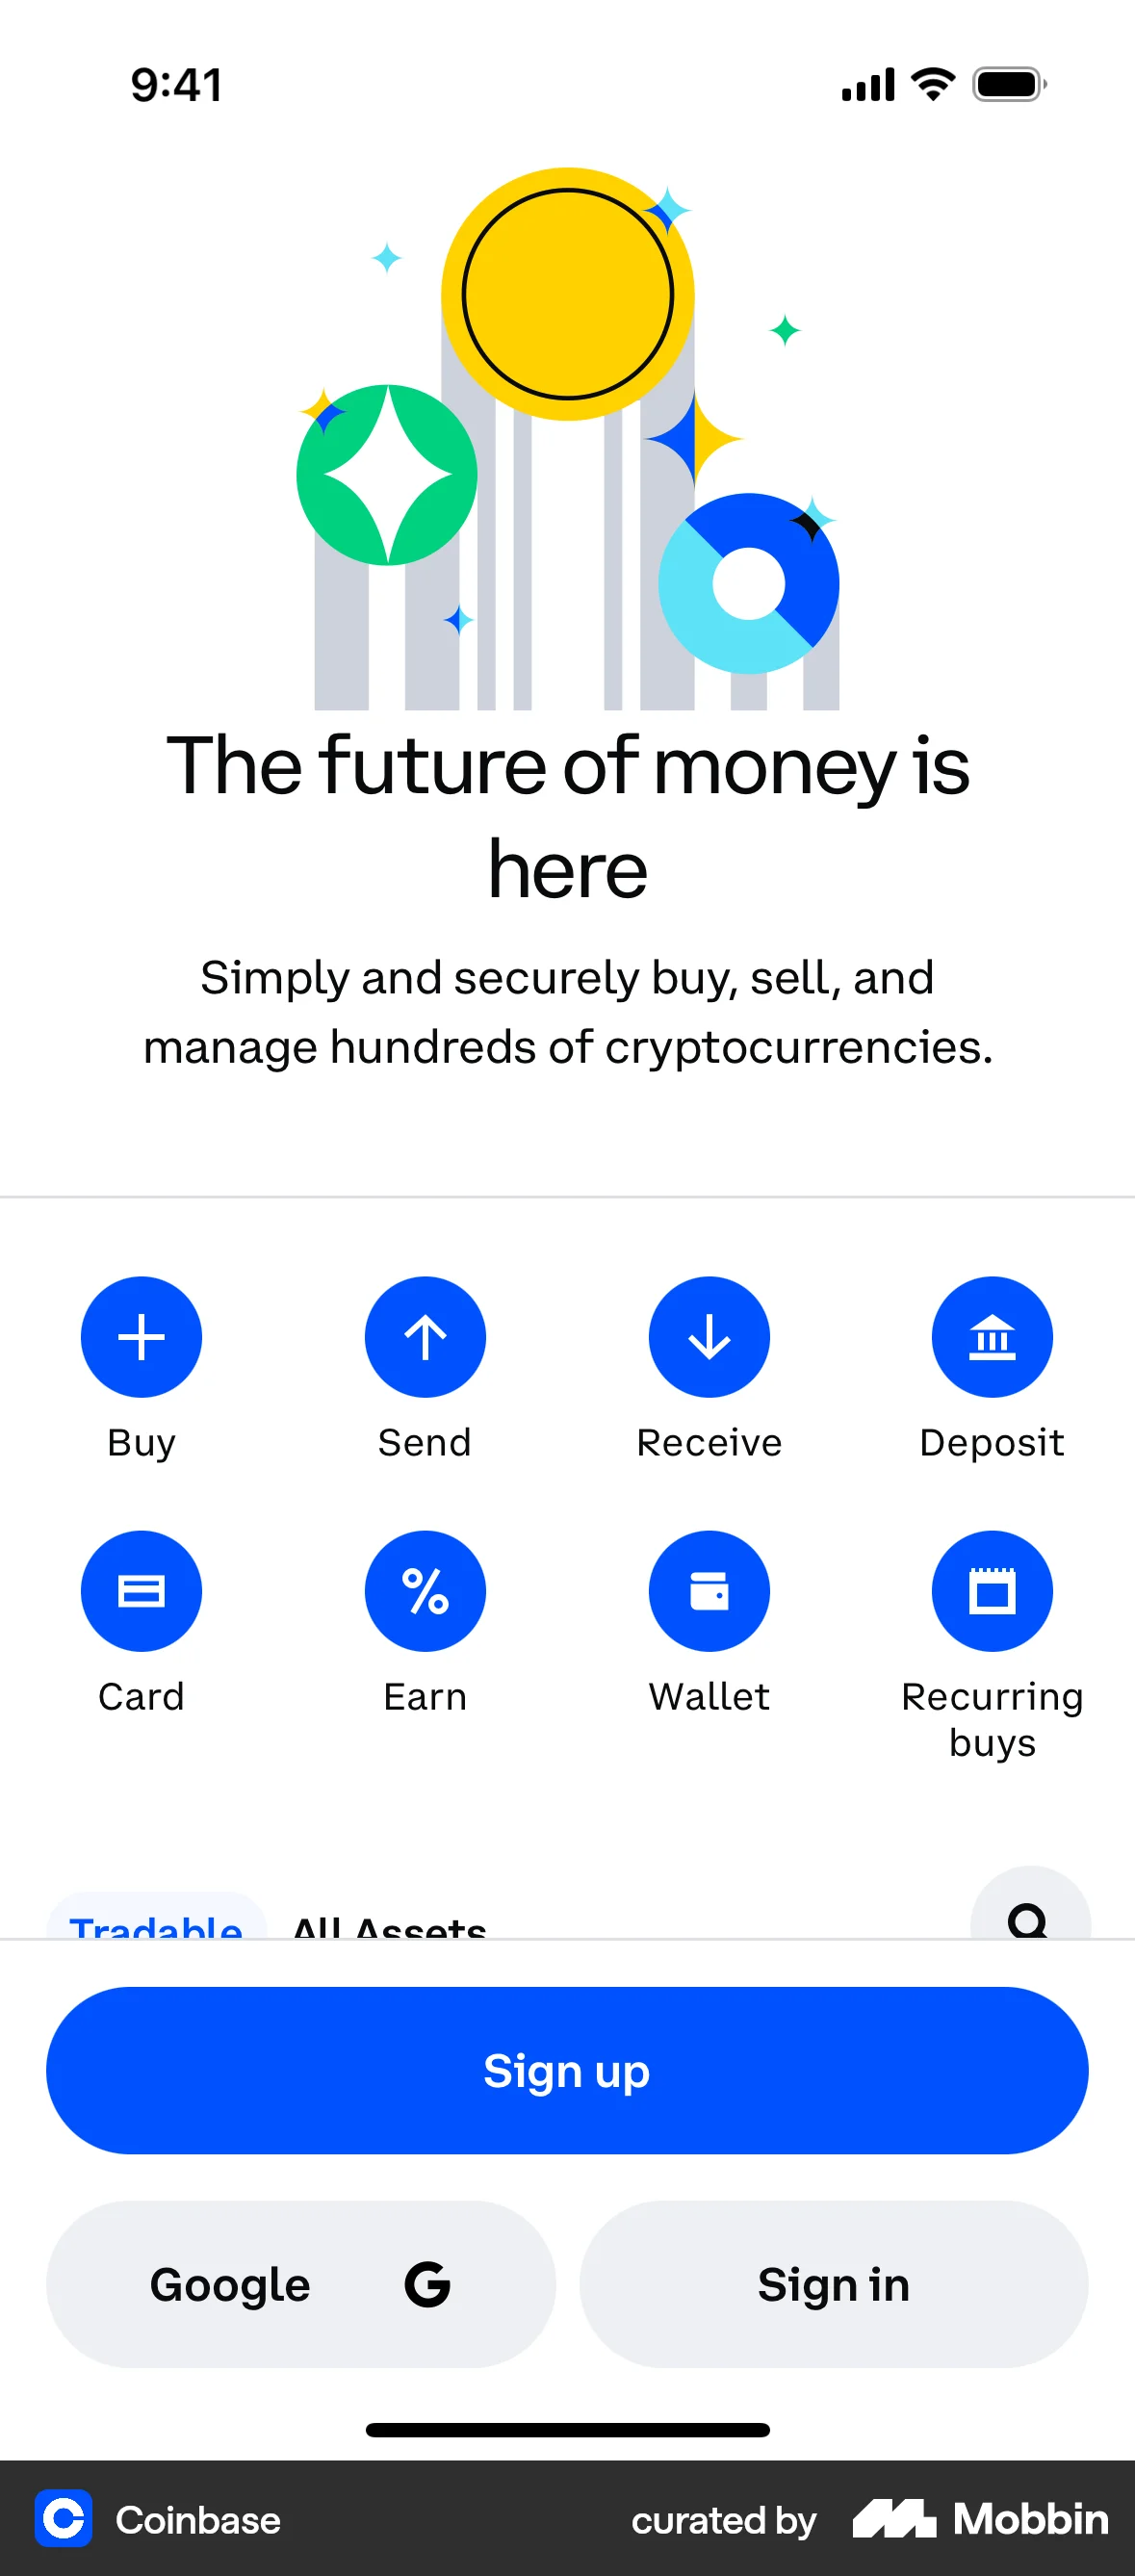 9:41
The future of money is
here
Simply and securely buy, sell, and
manage hundreds of cryptocurrencies.
Buy Send Receive Deposit
Card Earn Wallet Recurring
buys
Tradable All Assets
Sign up
Google G Sign in
Coinbase curated by Mobbin